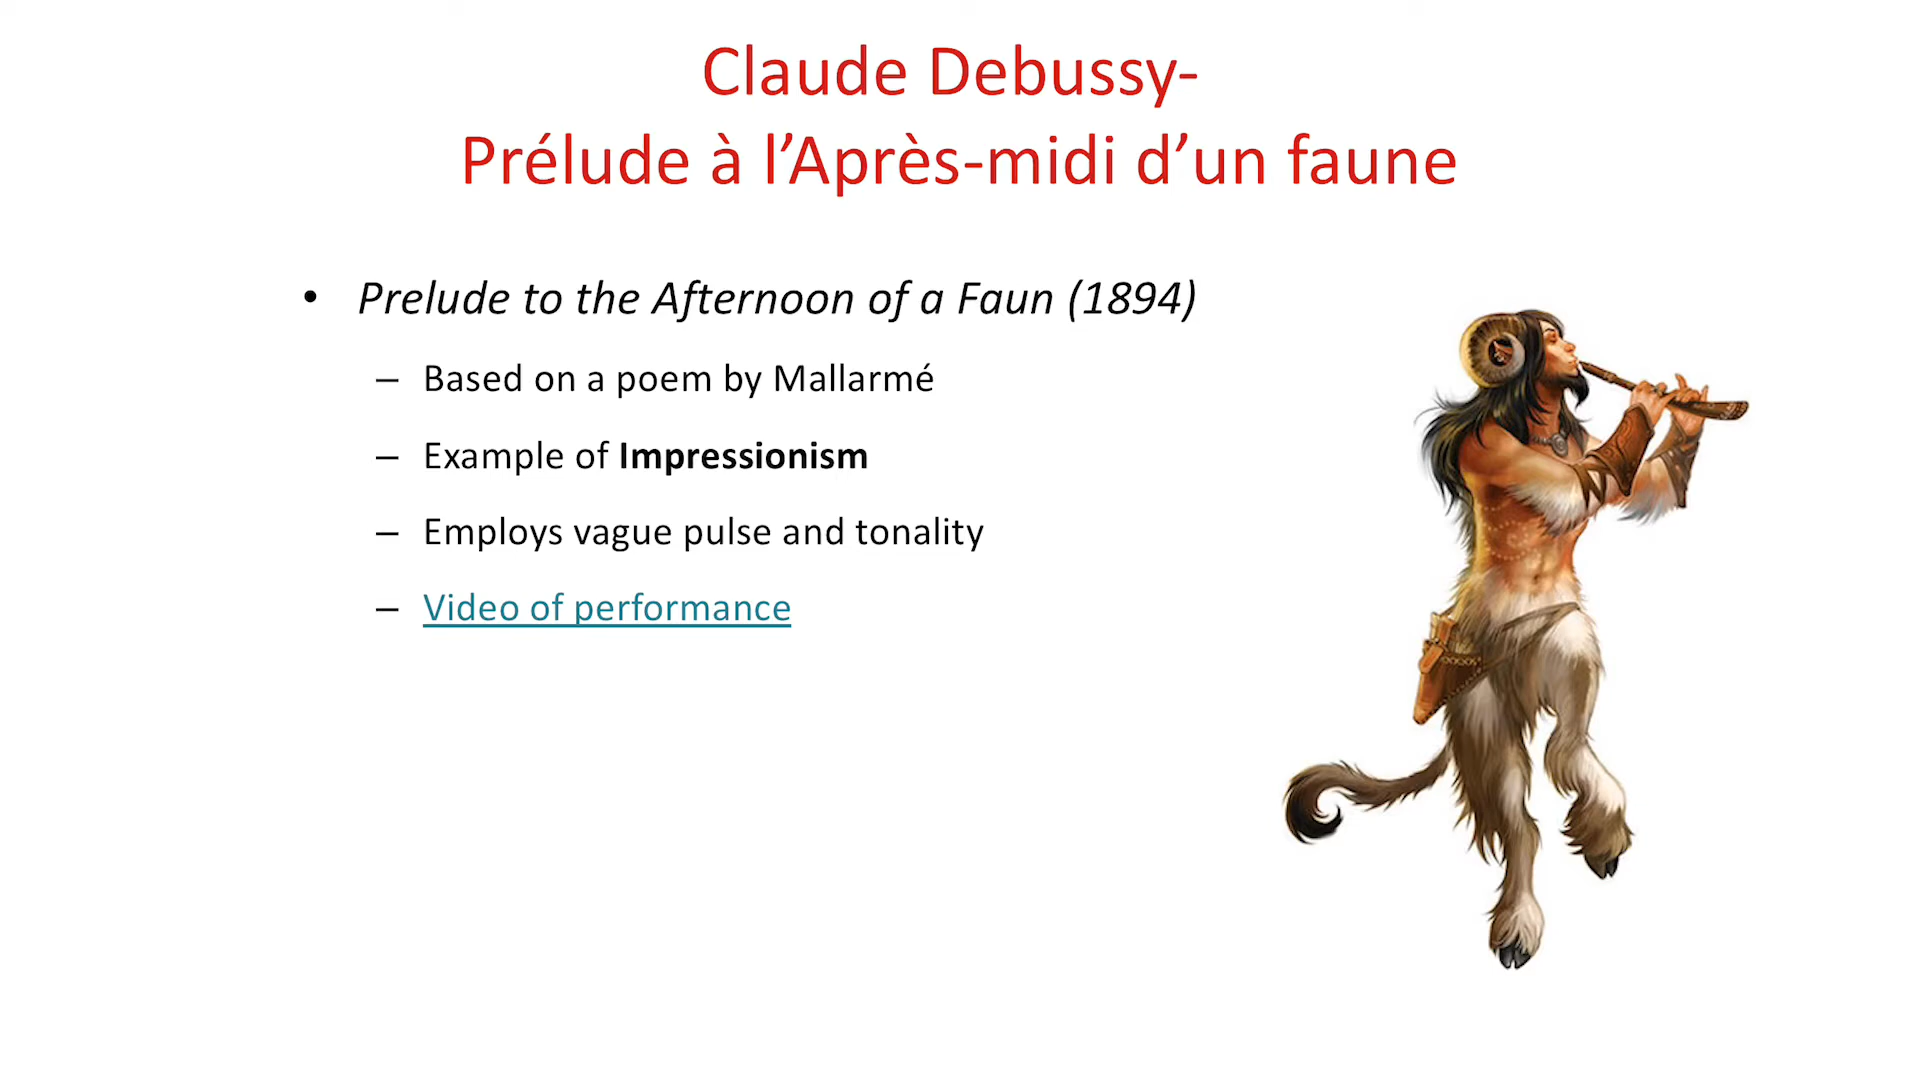 Claude Debussy-
Prélude à l’Après-midi d’un faune
• Prelude to the Afternoon of a Faun (1894)
– Based on a poem by Mallarmé
– Example of Impressionism
– Employs vague pulse and tonality
– Video of performance